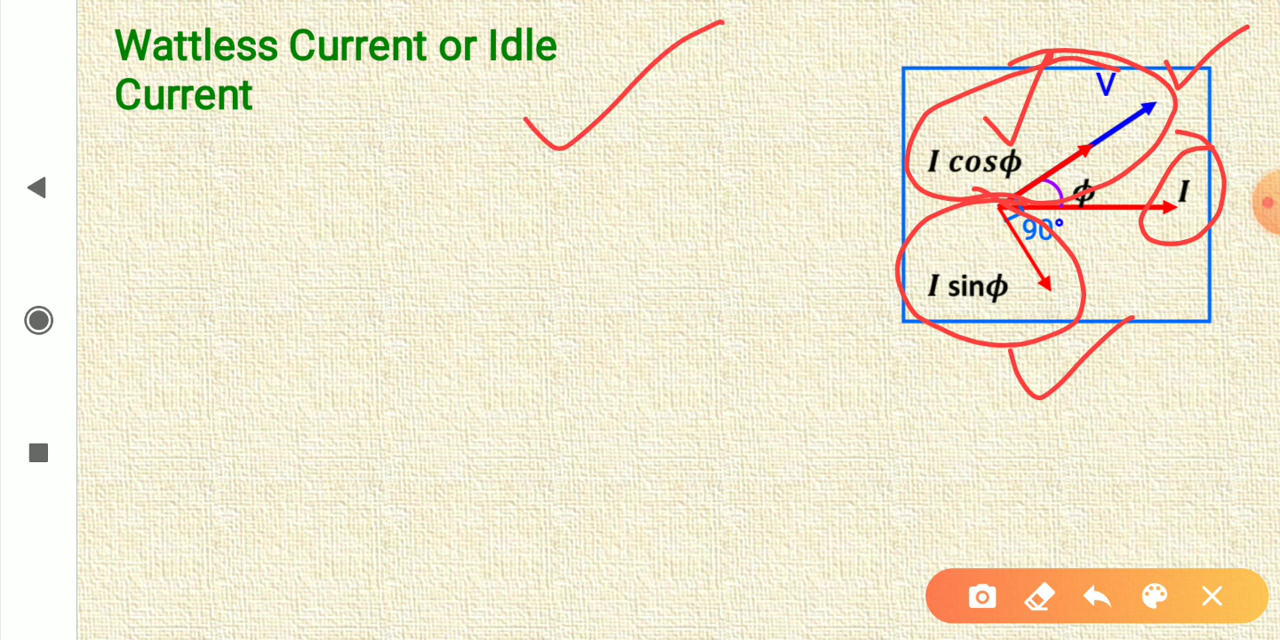 Wattless Current or Idle
Current
V
I cosϕ
ϕ
I
90°
I sinϕ